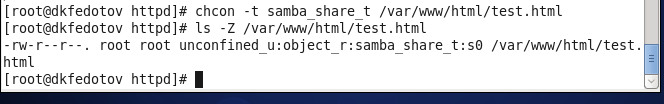 [root@dkfedotov httpd]# chcon -t samba_share_t /var/www/html/test.html
[root@dkfedotov httpd]# ls -Z /var/www/html/test.html
-rw-r--r--. root root unconfined_u:object_r:samba_share_t:s0 /var/www/html/test.
html
[root@dkfedotov httpd]#